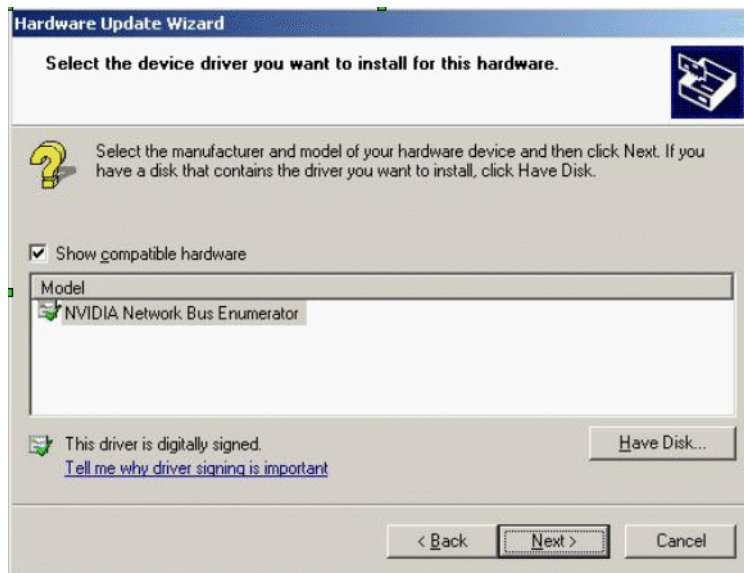 Hardware Update Wizard
Select the device driver you want to install for this hardware.
Select the manufacturer and model of your hardware device and then click Next. If you
have a disk that contains the driver you want to install, click Have Disk.
Show compatible hardware
Model
NVIDIA Network Bus Enumerator
This driver is digitally signed.
Have Disk...
Tell me why driver signing is important
< Back
Next >
Cancel